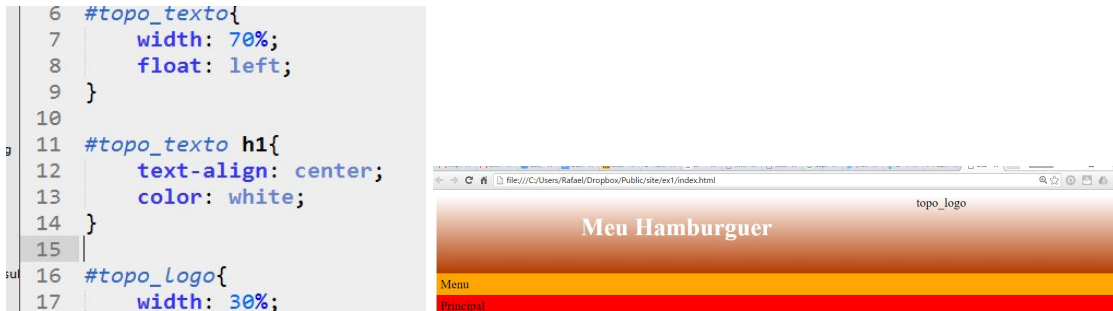 6 #topo_texto{
7 width: 70%;
8 float: left;
9 }
10
11 #topo_texto h1{
12 text-align: center;
13 color: white;
14 }
15
16 #topo_logo{
17 width: 30%;
file:///C:/Users/Rafael/Dropbox/Public/site/ex1/index.html
topo_logo
Meu Hamburguer
Menu
Principal